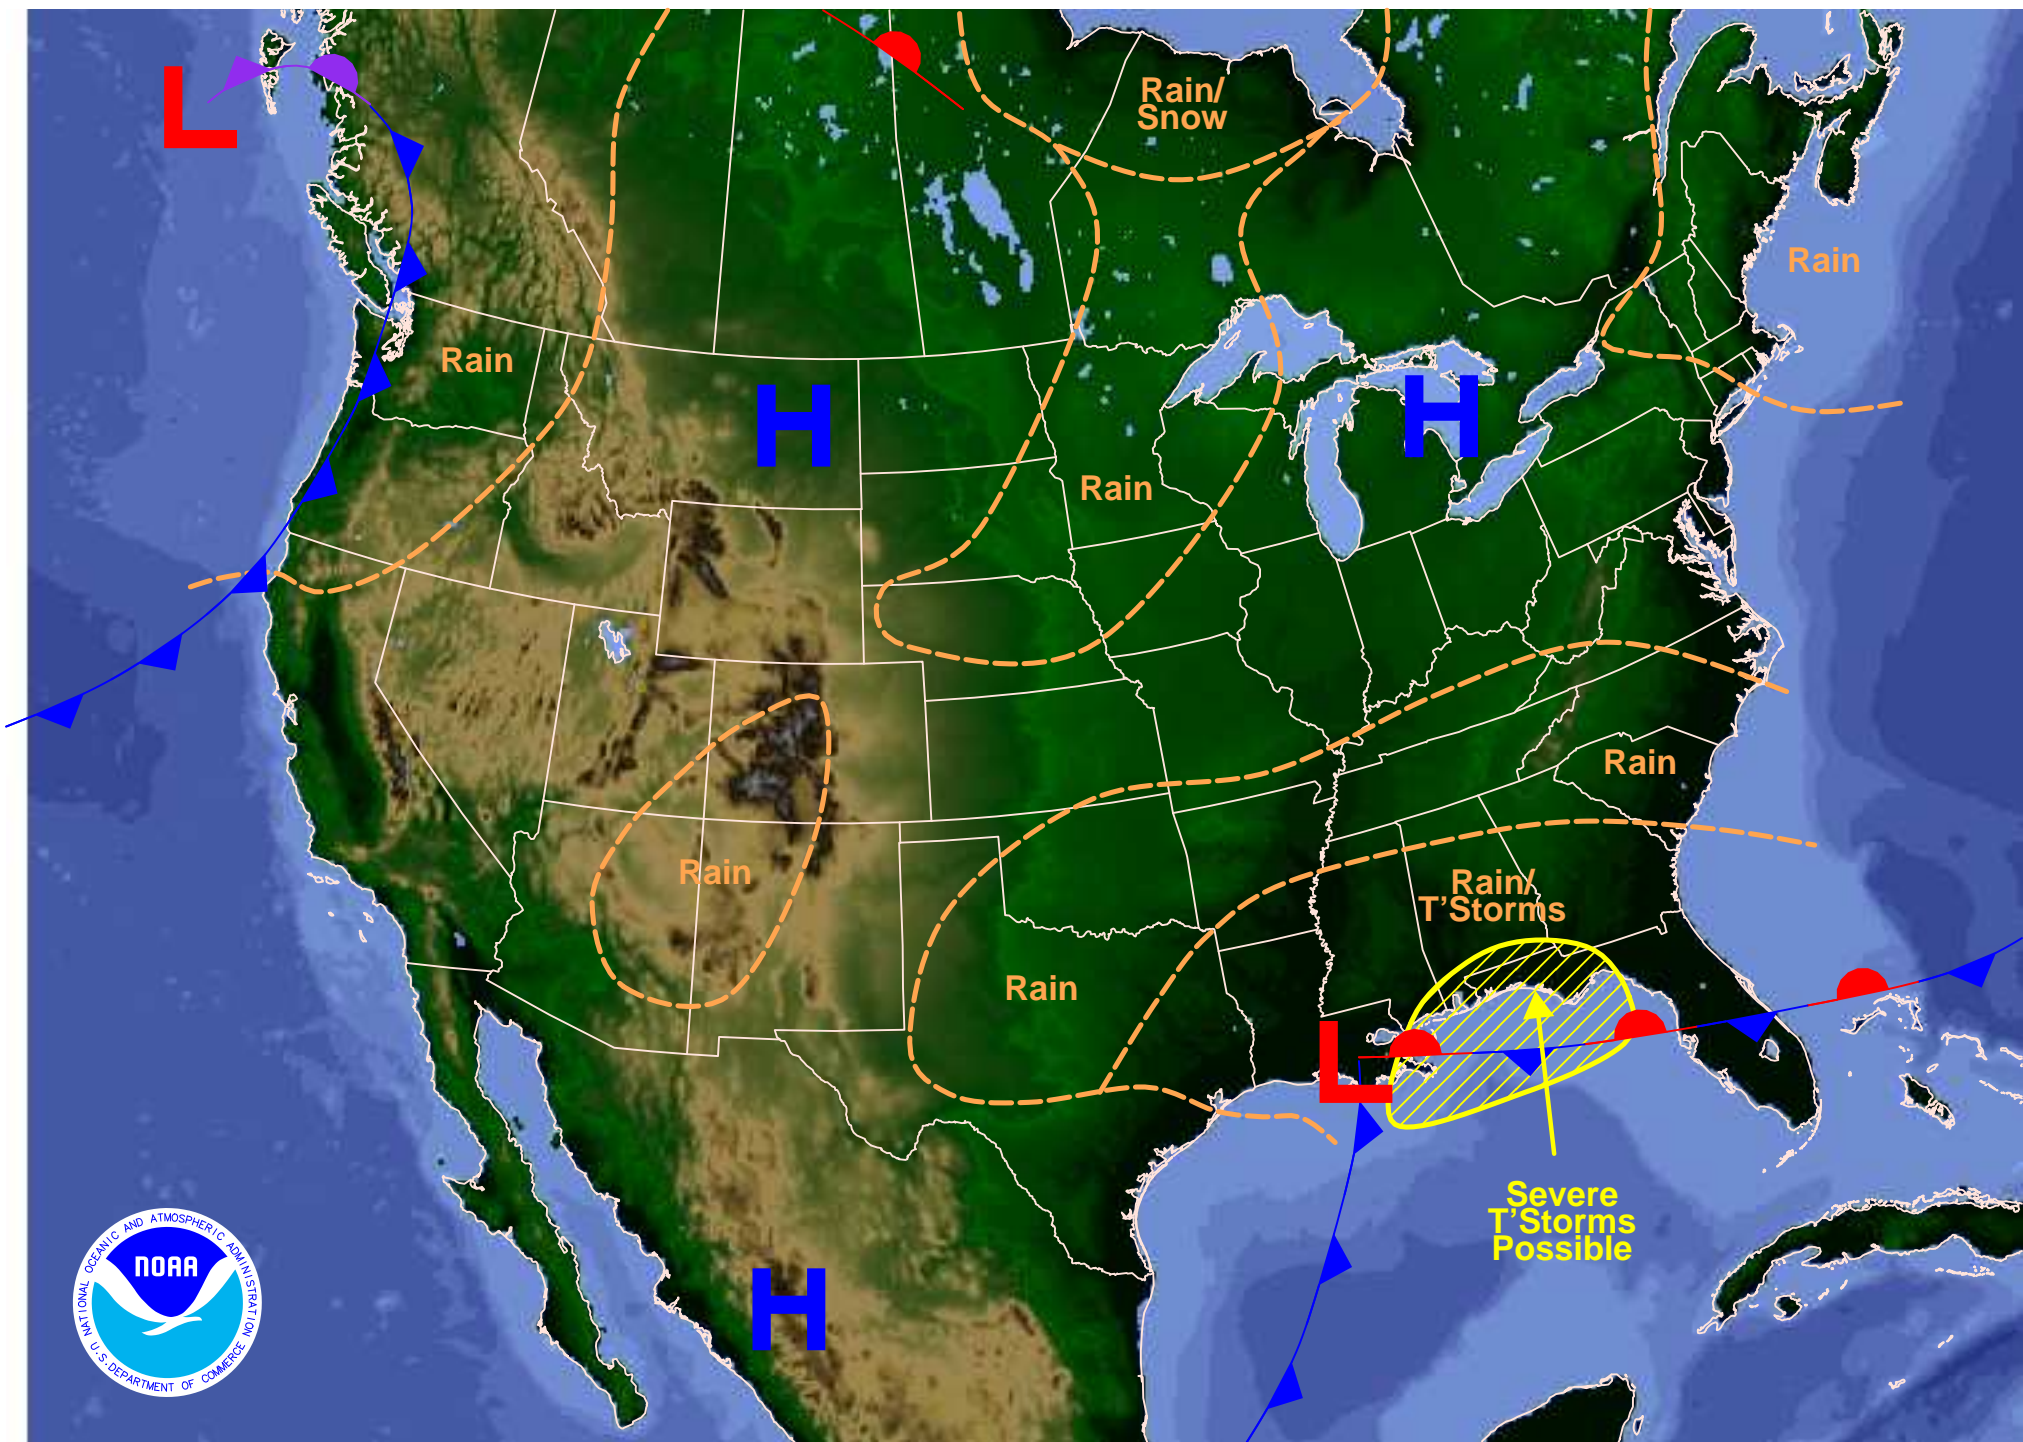 L
Rain/
Snow
Rain
Rain
H
H
Rain
Rain
Rain
Rain/
T'Storms
Rain
L
Severe
T'Storms
Possible
H
NATIONAL OCEANIC AND ATMOSPHERIC ADMINISTRATION
NOAA
U.S. DEPARTMENT OF COMMERCE